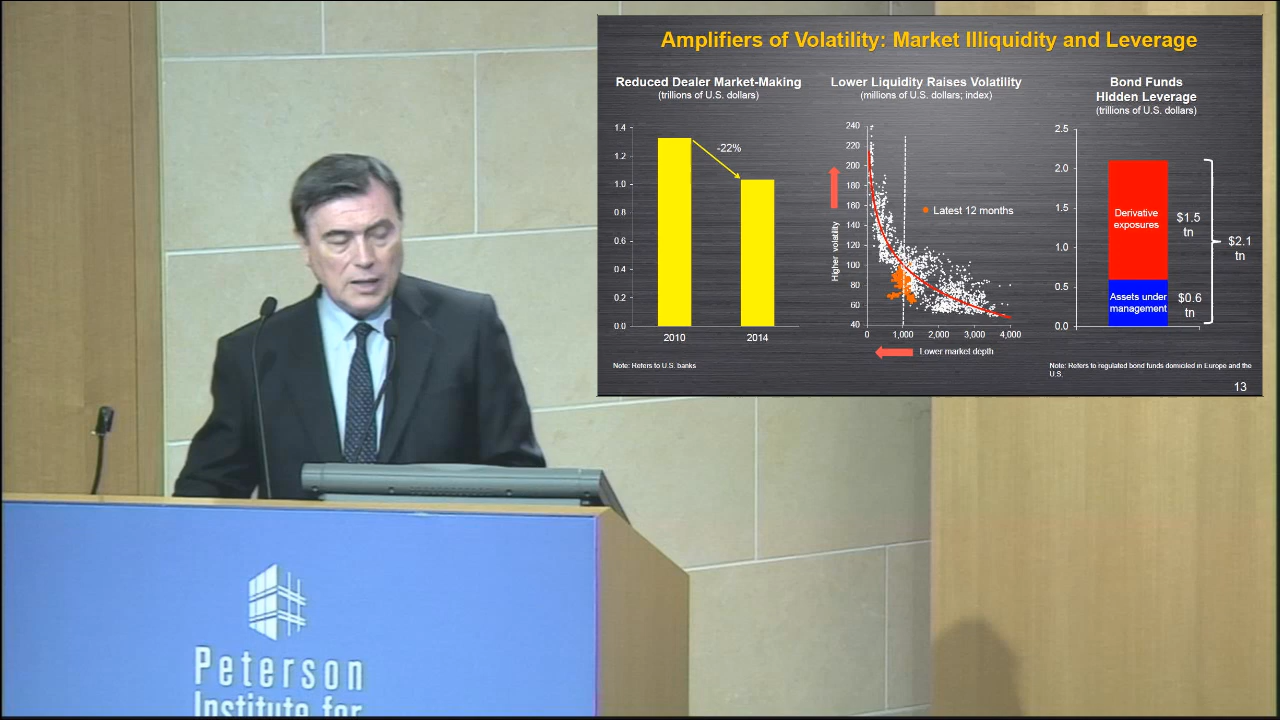 Amplifiers of Volatility: Market Illiquidity and Leverage
Reduced Dealer Market-Making
(trillions of U.S. dollars)
1.4
1.2
1.0
0.8
0.6
0.4
0.2
0.0
-22%
2010
2014
Note: Refers to U.S. banks
Lower Liquidity Raises Volatility
(millions of U.S. dollars; index)
240
220
200
180
160
140
120
100
80
60
40
Higher volatility
Latest 12 months
0
1,000
2,000
3,000
4,000
Lower market depth
Bond Funds
Hidden Leverage
(trillions of U.S. dollars)
2.5
2.0
1.5
1.0
0.5
0.0
Derivative
exposures
Assets under
management
$1.5
tn
$0.6
tn
$2.1
tn
Note: Refers to regulated bond funds domiciled in Europe and the
U.S.
13
Peterson
Institute for